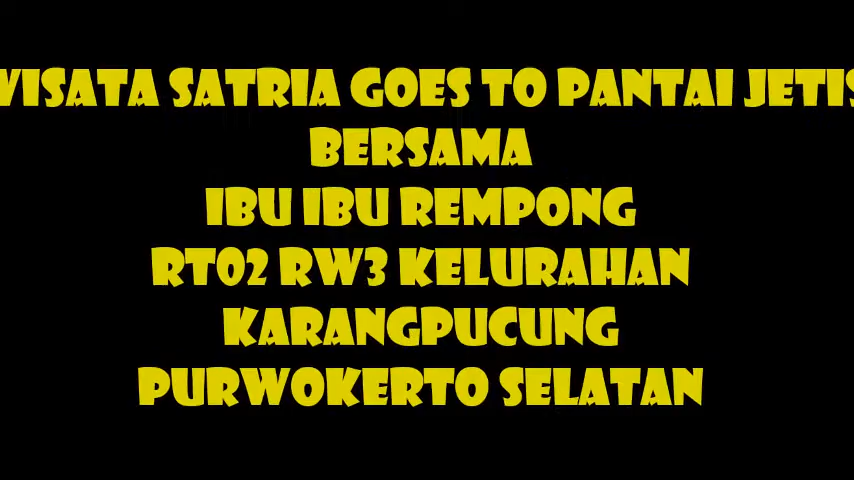 WISATA SATRIA GOES TO PANTAI JETIS
BERSAMA
IBU IBU REMPONG
RT02 RW3 KELURAHAN
KARANGPUCUNG
PURWOKERTO SELATAN